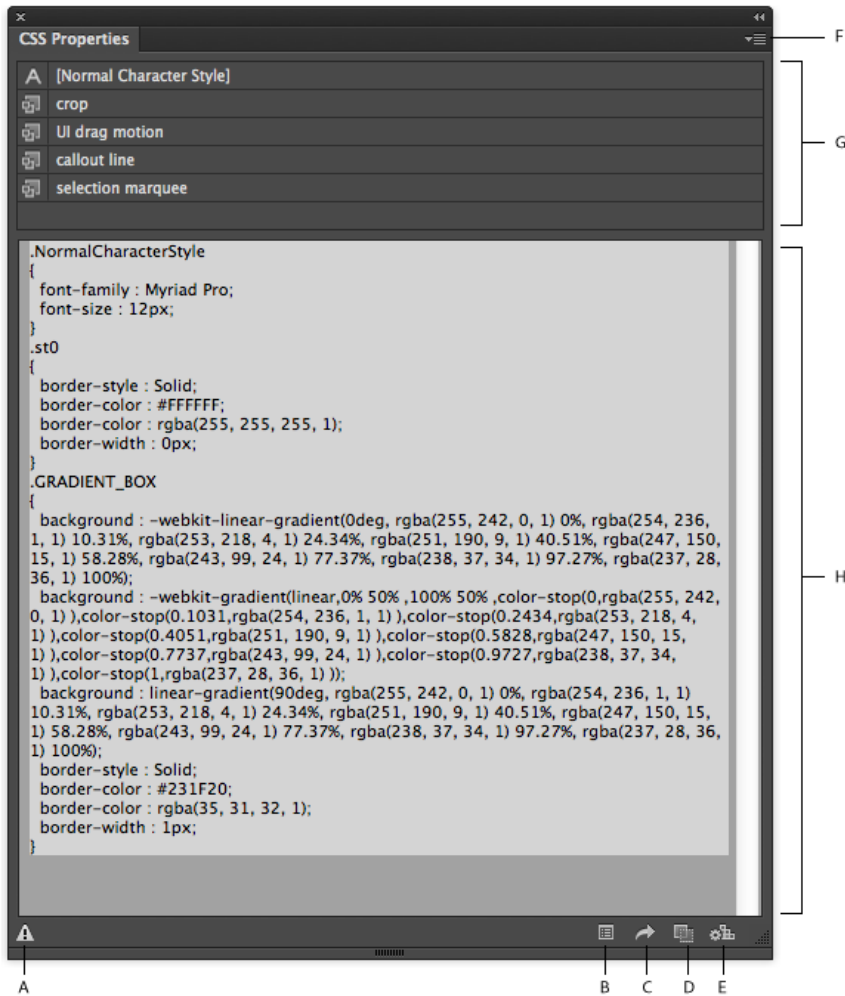 CSS Properties
F
[Normal Character Style]
crop
UI drag motion
callout line
selection marquee
G
.NormalCharacterStyle
{
font-family : Myriad Pro;
font-size : 12px;
}
.st0
{
border-style : Solid;
border-color : #FFFFFF;
border-color : rgba(255, 255, 255, 1);
border-width : 0px;
}
.GRADIENT_BOX
{
background : -webkit-linear-gradient(0deg, rgba(255, 242, 0, 1) 0%, rgba(254, 236,
1, 1) 10.31%, rgba(253, 218, 4, 1) 24.34%, rgba(251, 190, 9, 1) 40.51%, rgba(247, 150,
15, 1) 58.28%, rgba(243, 99, 24, 1) 77.37%, rgba(238, 37, 34, 1) 97.27%, rgba(237, 28,
36, 1) 100%);
background : -webkit-gradient(linear,0% 50% ,100% 50% ,color-stop(0,rgba(255, 242,
0, 1) ),color-stop(0.1031,rgba(254, 236, 1, 1) ),color-stop(0.2434,rgba(253, 218, 4,
1) ),color-stop(0.4051,rgba(251, 190, 9, 1) ),color-stop(0.5828,rgba(247, 150, 15,
1) ),color-stop(0.7737,rgba(243, 99, 24, 1) ),color-stop(0.9727,rgba(238, 37, 34,
1) ),color-stop(1,rgba(237, 28, 36, 1) ));
background : linear-gradient(90deg, rgba(255, 242, 0, 1) 0%, rgba(254, 236, 1, 1)
10.31%, rgba(253, 218, 4, 1) 24.34%, rgba(251, 190, 9, 1) 40.51%, rgba(247, 150, 15,
1) 58.28%, rgba(243, 99, 24, 1) 77.37%, rgba(238, 37, 34, 1) 97.27%, rgba(237, 28, 36,
1) 100%);
border-style : Solid;
border-color : #231F20;
border-color : rgba(35, 31, 32, 1);
border-width : 1px;
}
H
A B C D E